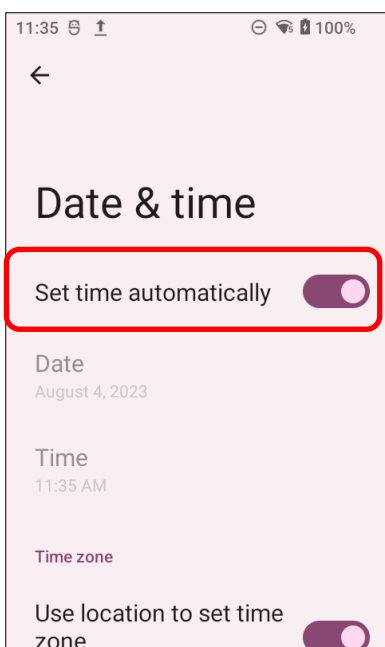 11:35 100%
Date & time
Set time automatically
Date
August 4, 2023
Time
11:35 AM
Time zone
Use location to set time
zone